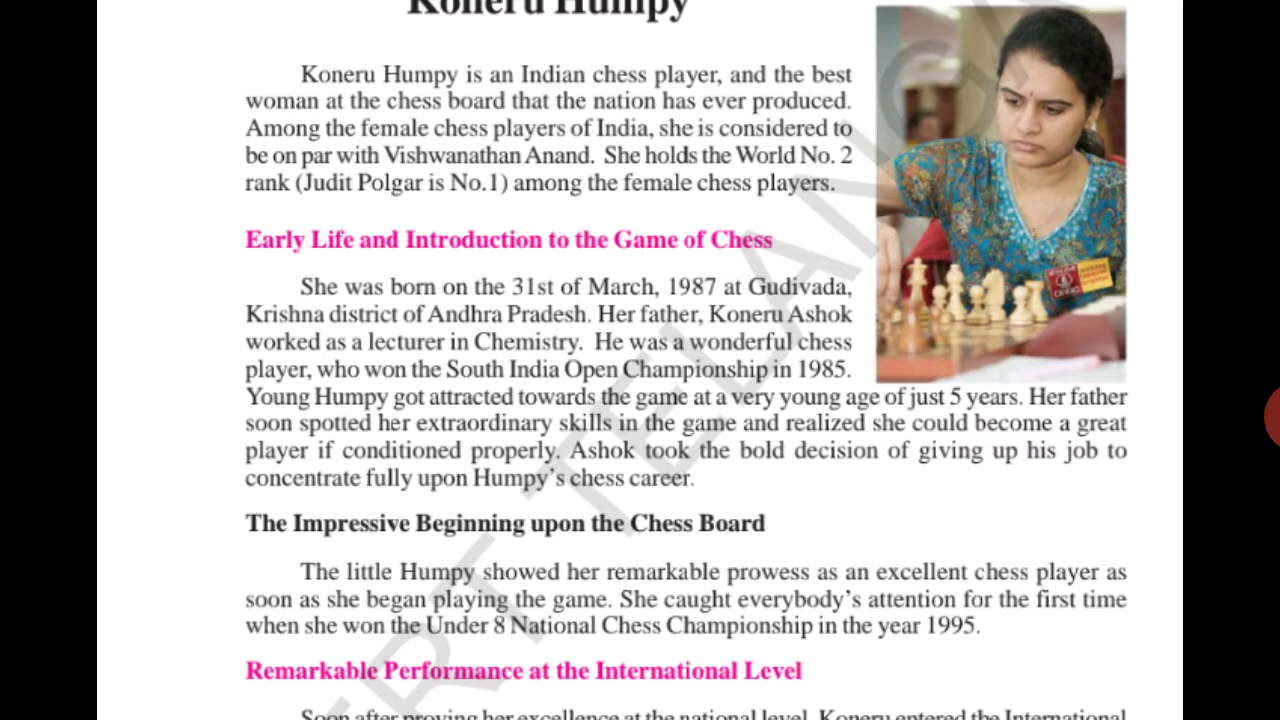 Koneru Humpy
Koneru Humpy is an Indian chess player, and the best
woman at the chess board that the nation has ever produced.
Among the female chess players of India, she is considered to
be on par with Vishwanathan Anand. She holds the World No. 2
rank (Judit Polgar is No.1) among the female chess players.
Early Life and Introduction to the Game of Chess
She was born on the 31st of March, 1987 at Gudivada,
Krishna district of Andhra Pradesh. Her father, Koneru Ashok
worked as a lecturer in Chemistry. He was a wonderful chess
player, who won the South India Open Championship in 1985.
Young Humpy got attracted towards the game at a very young age of just 5 years. Her father
soon spotted her extraordinary skills in the game and realized she could become a great
player if conditioned properly. Ashok took the bold decision of giving up his job to
concentrate fully upon Humpy's chess career.
The Impressive Beginning upon the Chess Board
The little Humpy showed her remarkable prowess as an excellent chess player as
soon as she began playing the game. She caught everybody's attention for the first time
when she won the Under 8 National Chess Championship in the year 1995.
Remarkable Performance at the International Level
Soon after proving her excellence at the national level, Koneru entered the International